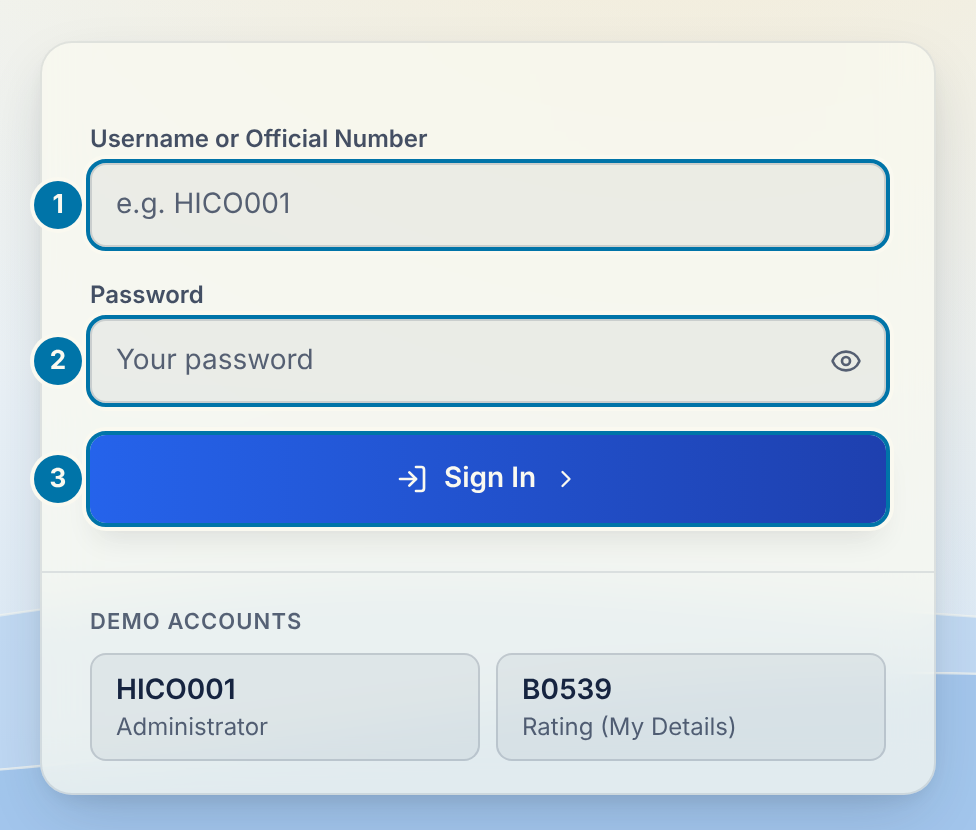 Username or Official Number
1
e.g. HICO001
Password
2
Your password
3
Sign In
DEMO ACCOUNTS
HICO001
Administrator
B0539
Rating (My Details)